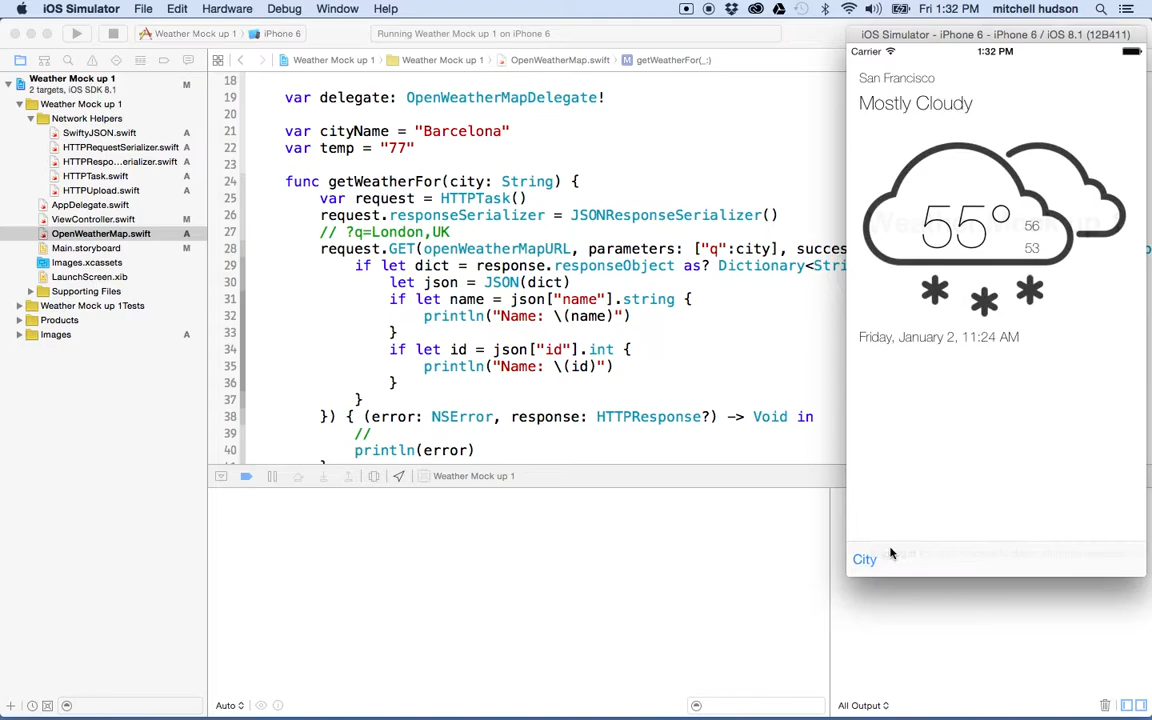 iOS Simulator File Edit Hardware Debug Window Help Fri 1:32 PM mitchell hudson
Weather Mock up 1 iPhone 6 Running Weather Mock up 1 on iPhone 6
iOS Simulator - iPhone 6 - iPhone 6 / iOS 8.1 (12B411)
Carrier 1:32 PM
Weather Mock up 1 Weather Mock up 1 OpenWeatherMap.swift M getWeatherFor(_:)
Weather Mock up 1 M
2 targets, iOS SDK 8.1
Weather Mock up 1
Network Helpers
SwiftyJSON.swift A
HTTPRequestSerializer.swift A
HTTPRespo...erializer.swift A
HTTPTask.swift A
HTTPUpload.swift A
AppDelegate.swift
ViewController.swift M
OpenWeatherMap.swift A
Main.storyboard M
Images.xcassets
LaunchScreen.xib
Supporting Files
Weather Mock up 1Tests
Products
Images A
18
19 var delegate: OpenWeatherMapDelegate!
20
21 var cityName = "Barcelona"
22 var temp = "77"
23
24 func getWeatherFor(city: String) {
25 var request = HTTPTask()
26 request.responseSerializer = JSONResponseSerializer()
27 // ?q=London,UK
28 request.GET(openWeatherMapURL, parameters: ["q":city], succes
29 if let dict = response.responseObject as? Dictionary<Stri
30 let json = JSON(dict)
31 if let name = json["name"].string {
32 println("Name: \(name)")
33 }
34 if let id = json["id"].int {
35 println("Name: \(id)")
36 }
37 }
38 }) { (error: NSError, response: HTTPResponse?) -> Void in
39 //
40 println(error)
San Francisco
Mostly Cloudy
55° 56
53
Friday, January 2, 11:24 AM
City
Weather Mock up 1
Auto
All Output